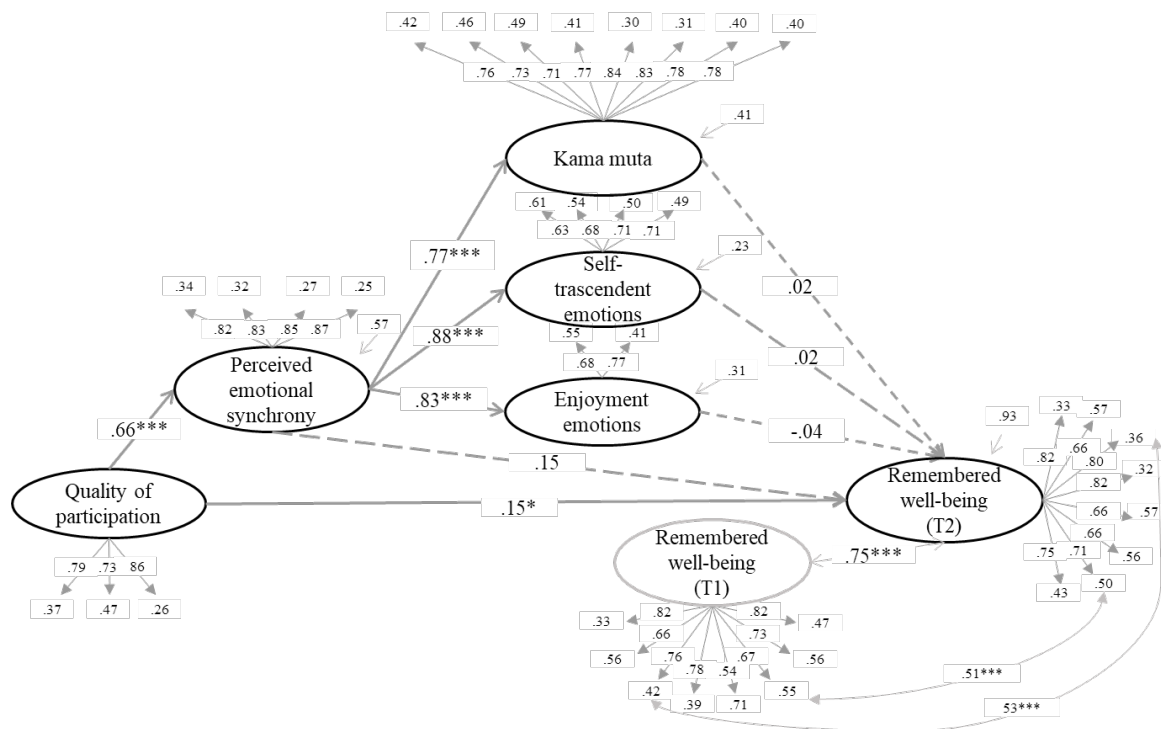 .42 .46 .49 .41 .30 .31 .40 .40
.76 .73 .71 .77 .84 .83 .78 .78
.41
Kama muta
.61 .54 .50 .49
.63 .68 .71 .71
.23
.77***
Self-
trascendent
emotions
.02
.34 .32 .27 .25
.82 .83 .85 .87
.57
.88***
.55 .41
.68 .77
.02
.31
Perceived
emotional
synchrony
.83***
Enjoyment
emotions
-.04
.66***
.15
.93
.33 .57
.36
.82 .66
.80
.32
.82
Quality of
participation
.15*
Remembered
well-being
(T2)
.66 .57
.66
.56
.75 .71
.50
.43
.79 .73 86
.37 .47 .26
Remembered
well-being
(T1)
.75***
.33 .82 .82 .47
.66 .73
.56 .76 .67 .56
.78 .54
.42 .55
.39 .71
.51***
53***